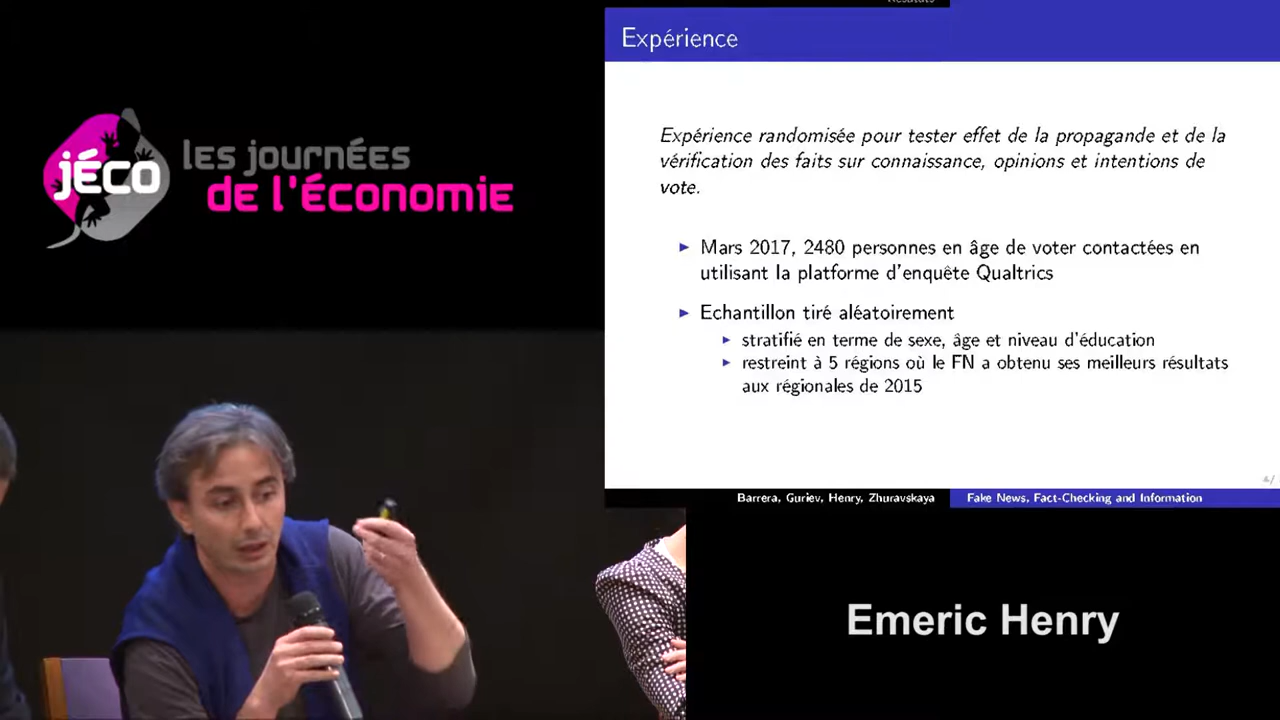 jéco
les journées
de l'économie
Expérience
Expérience randomisée pour tester effet de la propagande et de la
vérification des faits sur connaissance, opinions et intentions de
vote.
Mars 2017, 2480 personnes en âge de voter contactées en
utilisant la platforme d'enquête Qualtrics
Echantillon tiré aléatoirement
stratifié en terme de sexe, âge et niveau d'éducation
restreint à 5 régions où le FN a obtenu ses meilleurs résultats
aux régionales de 2015
4/
Barrera, Guriev, Henry, Zhuravskaya
Fake News, Fact-Checking and Information
Emeric Henry